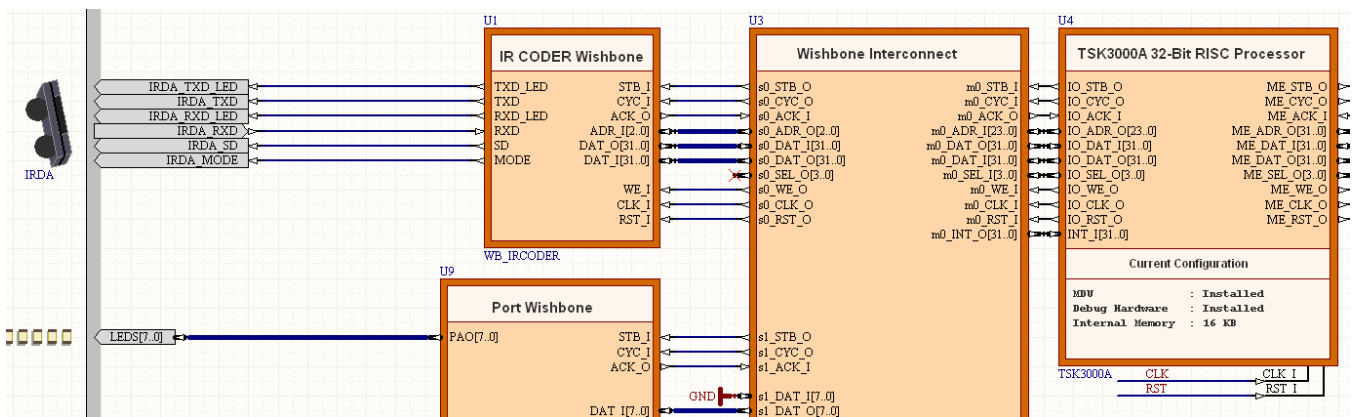 U1
U3
U4
IR CODER Wishbone
Wishbone Interconnect
TSK3000A 32-Bit RISC Processor
IRDA_TXD_LED
TXD_LED
STB_I
s0_STB_O
m0_STB_I
IO_STB_O
ME_STB_O
IRDA_TXD
TXD
CYC_I
s0_CYC_O
m0_CYC_I
IO_CYC_O
ME_CYC_O
IRDA_RXD_LED
RXD_LED
ACK_O
s0_ACK_I
m0_ACK_O
IO_ACK_I
ME_ACK_I
IRDA_RXD
RXD
ADR_I[2..0]
s0_ADR_O[2..0]
m0_ADR_I[23..0]
IO_ADR_O[23..0]
ME_ADR_O[31..0]
IRDA_SD
SD
DAT_O[31..0]
s0_DAT_I[31..0]
m0_DAT_O[31..0]
IO_DAT_I[31..0]
ME_DAT_I[31..0]
IRDA_MODE
MODE
DAT_I[31..0]
s0_DAT_O[31..0]
m0_DAT_I[31..0]
IO_DAT_O[31..0]
ME_DAT_O[31..0]
IRDA
s0_SEL_O[3..0]
m0_SEL_I[3..0]
IO_SEL_O[3..0]
ME_SEL_O[3..0]
WE_I
s0_WE_O
m0_WE_I
IO_WE_O
ME_WE_O
CLK_I
s0_CLK_O
m0_CLK_I
IO_CLK_O
ME_CLK_O
RST_I
s0_RST_O
m0_RST_I
IO_RST_O
ME_RST_O
m0_INT_O[31..0]
INT_I[31..0]
WB_IRCODER
Current Configuration
MDU : Installed
Debug Hardware : Installed
Internal Memory : 16 KB
U9
Port Wishbone
LEDS[7..0]
PAO[7..0]
STB_I
s1_STB_O
CYC_I
s1_CYC_O
ACK_O
s1_ACK_I
TSK3000A
CLK
CLK_I
RST
RST_I
GND
s1_DAT_I[7..0]
DAT_I[7..0]
s1_DAT_O[7..0]